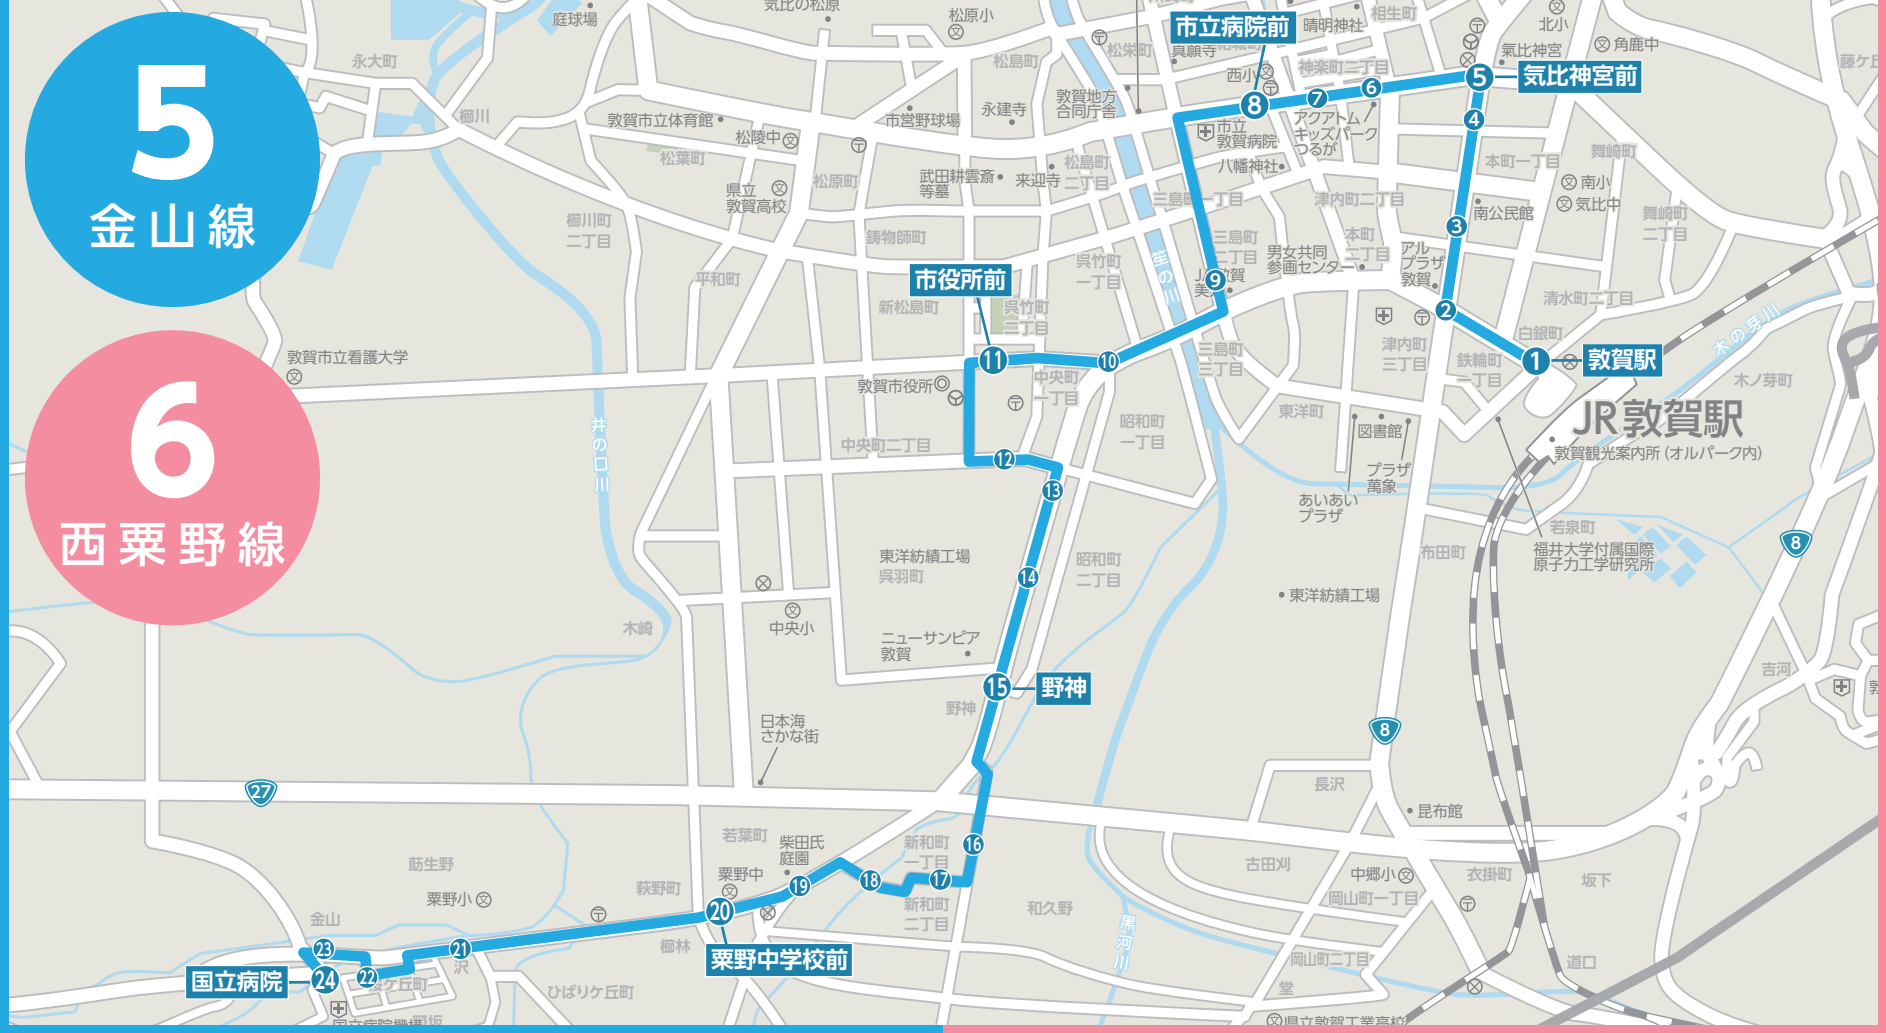 5
金山線
6
西粟野線
庭球場
気比の松原
松原小
松島町
松栄町
真願寺
市立病院前
晴明神社
相生町
北小
氣比神宮
角鹿中
気比神宮前
神楽町二丁目
西小
永大町
櫛川
敦賀市立体育館
松陵中
松葉町
市営野球場
永建寺
敦賀地方
合同庁舎
市立
敦賀病院
アクアトム
キッズパーク
つるが
八幡神社
本町一丁目
舞崎町
県立
敦賀高校
松原町
武田耕雲斎
等墓
来迎寺
松島町
二丁目
三島町一丁目
津内町二丁目
南小
気比中
南公民館
舞崎町
二丁目
櫛川町
二丁目
鋳物師町
平和町
新松島町
市役所前
呉竹町
一丁目
呉竹町
二丁目
笙の川
三島町
二丁目
男女共同
参画センター
本町
二丁目
アル
プラザ
敦賀
清水町二丁目
白銀町
木の芽川
敦賀市立看護大学
敦賀市役所
中央町
一丁目
三島町
三丁目
津内町
三丁目
鉄輪町
一丁目
敦賀駅
JR敦賀駅
敦賀観光案内所(オルパーク内)
木ノ芽町
井の口川
中央町二丁目
昭和町
一丁目
東洋町
図書館
プラザ
萬象
あいあい
プラザ
東洋紡績工場
呉羽町
昭和町
二丁目
布田町
若泉町
福井大学付属国際
原子力工学研究所
東洋紡績工場
木崎
中央小
ニューサンピア
敦賀
野神
野神
吉河
日本海
さかな街
27
8
8
長沢
昆布館
若葉町
柴田氏
庭園
新和町
一丁目
莇生野
粟野小
萩野町
粟野中
新和町
二丁目
和久野
古田刈
中郷小
岡山町一丁目
衣掛町
坂下
金山
櫛林
粟野中学校前
黒河川
岡山町二丁目
道口
国立病院
沢
ひばりケ丘町
堂
県立敦賀工業高校
1
2
3
4
5
6
7
8
9
10
11
12
13
14
15
16
17
18
19
20
21
22
23
24